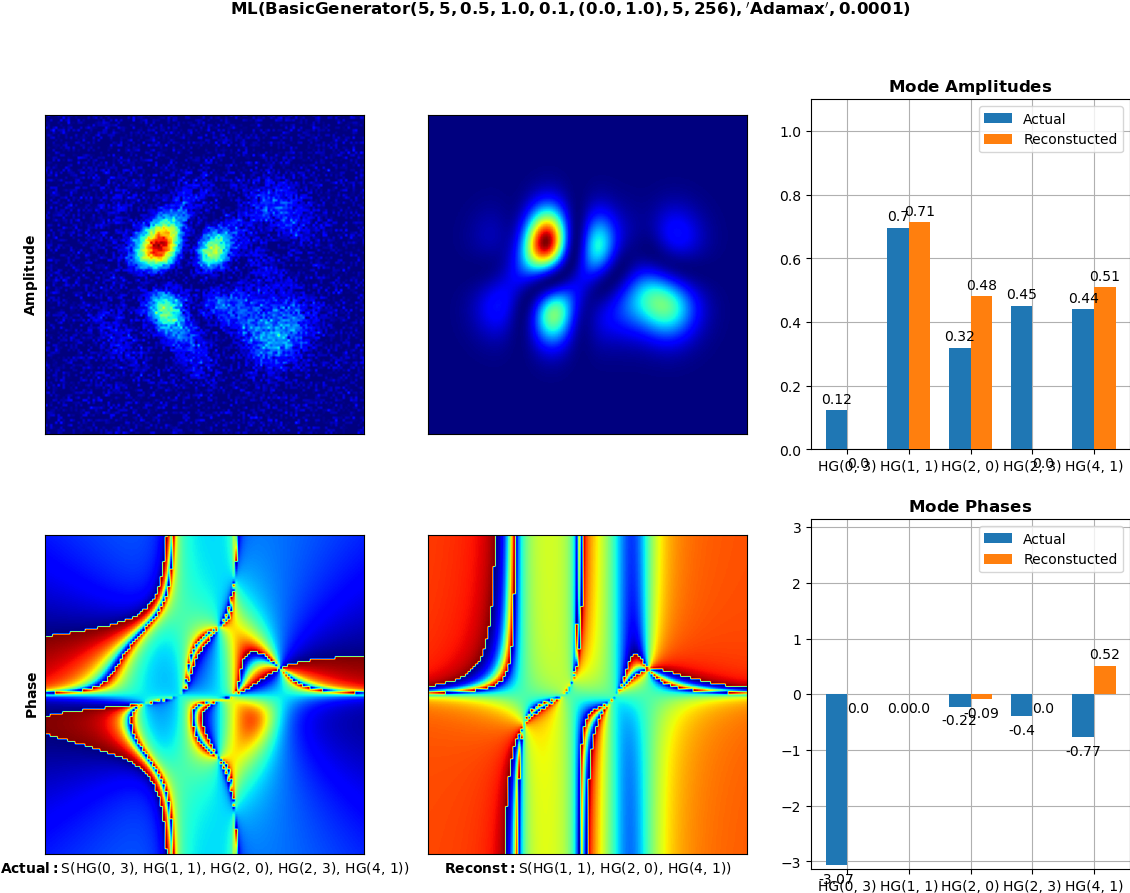 ML(BasicGenerator(5, 5, 0.5, 1.0, 0.1, (0.0, 1.0), 5, 256), ′Adamax′, 0.0001)
Amplitude
Mode Amplitudes
Actual
Reconstucted
1.0
0.8
0.6
0.4
0.2
0.0
0.12
0.0
0.7
0.71
0.32
0.48
0.45
0.0
0.44
0.51
HG(0, 3) HG(1, 1) HG(2, 0) HG(2, 3) HG(4, 1)
Phase
Mode Phases
Actual
Reconstucted
3
2
1
0
−1
−2
−3
-3.07
0.0
0.0
0.0
-0.22
-0.09
-0.4
0.0
-0.77
0.52
HG(0, 3) HG(1, 1) HG(2, 0) HG(2, 3) HG(4, 1)
Actual: S(HG(0, 3), HG(1, 1), HG(2, 0), HG(2, 3), HG(4, 1))
Reconst: S(HG(1, 1), HG(2, 0), HG(4, 1))